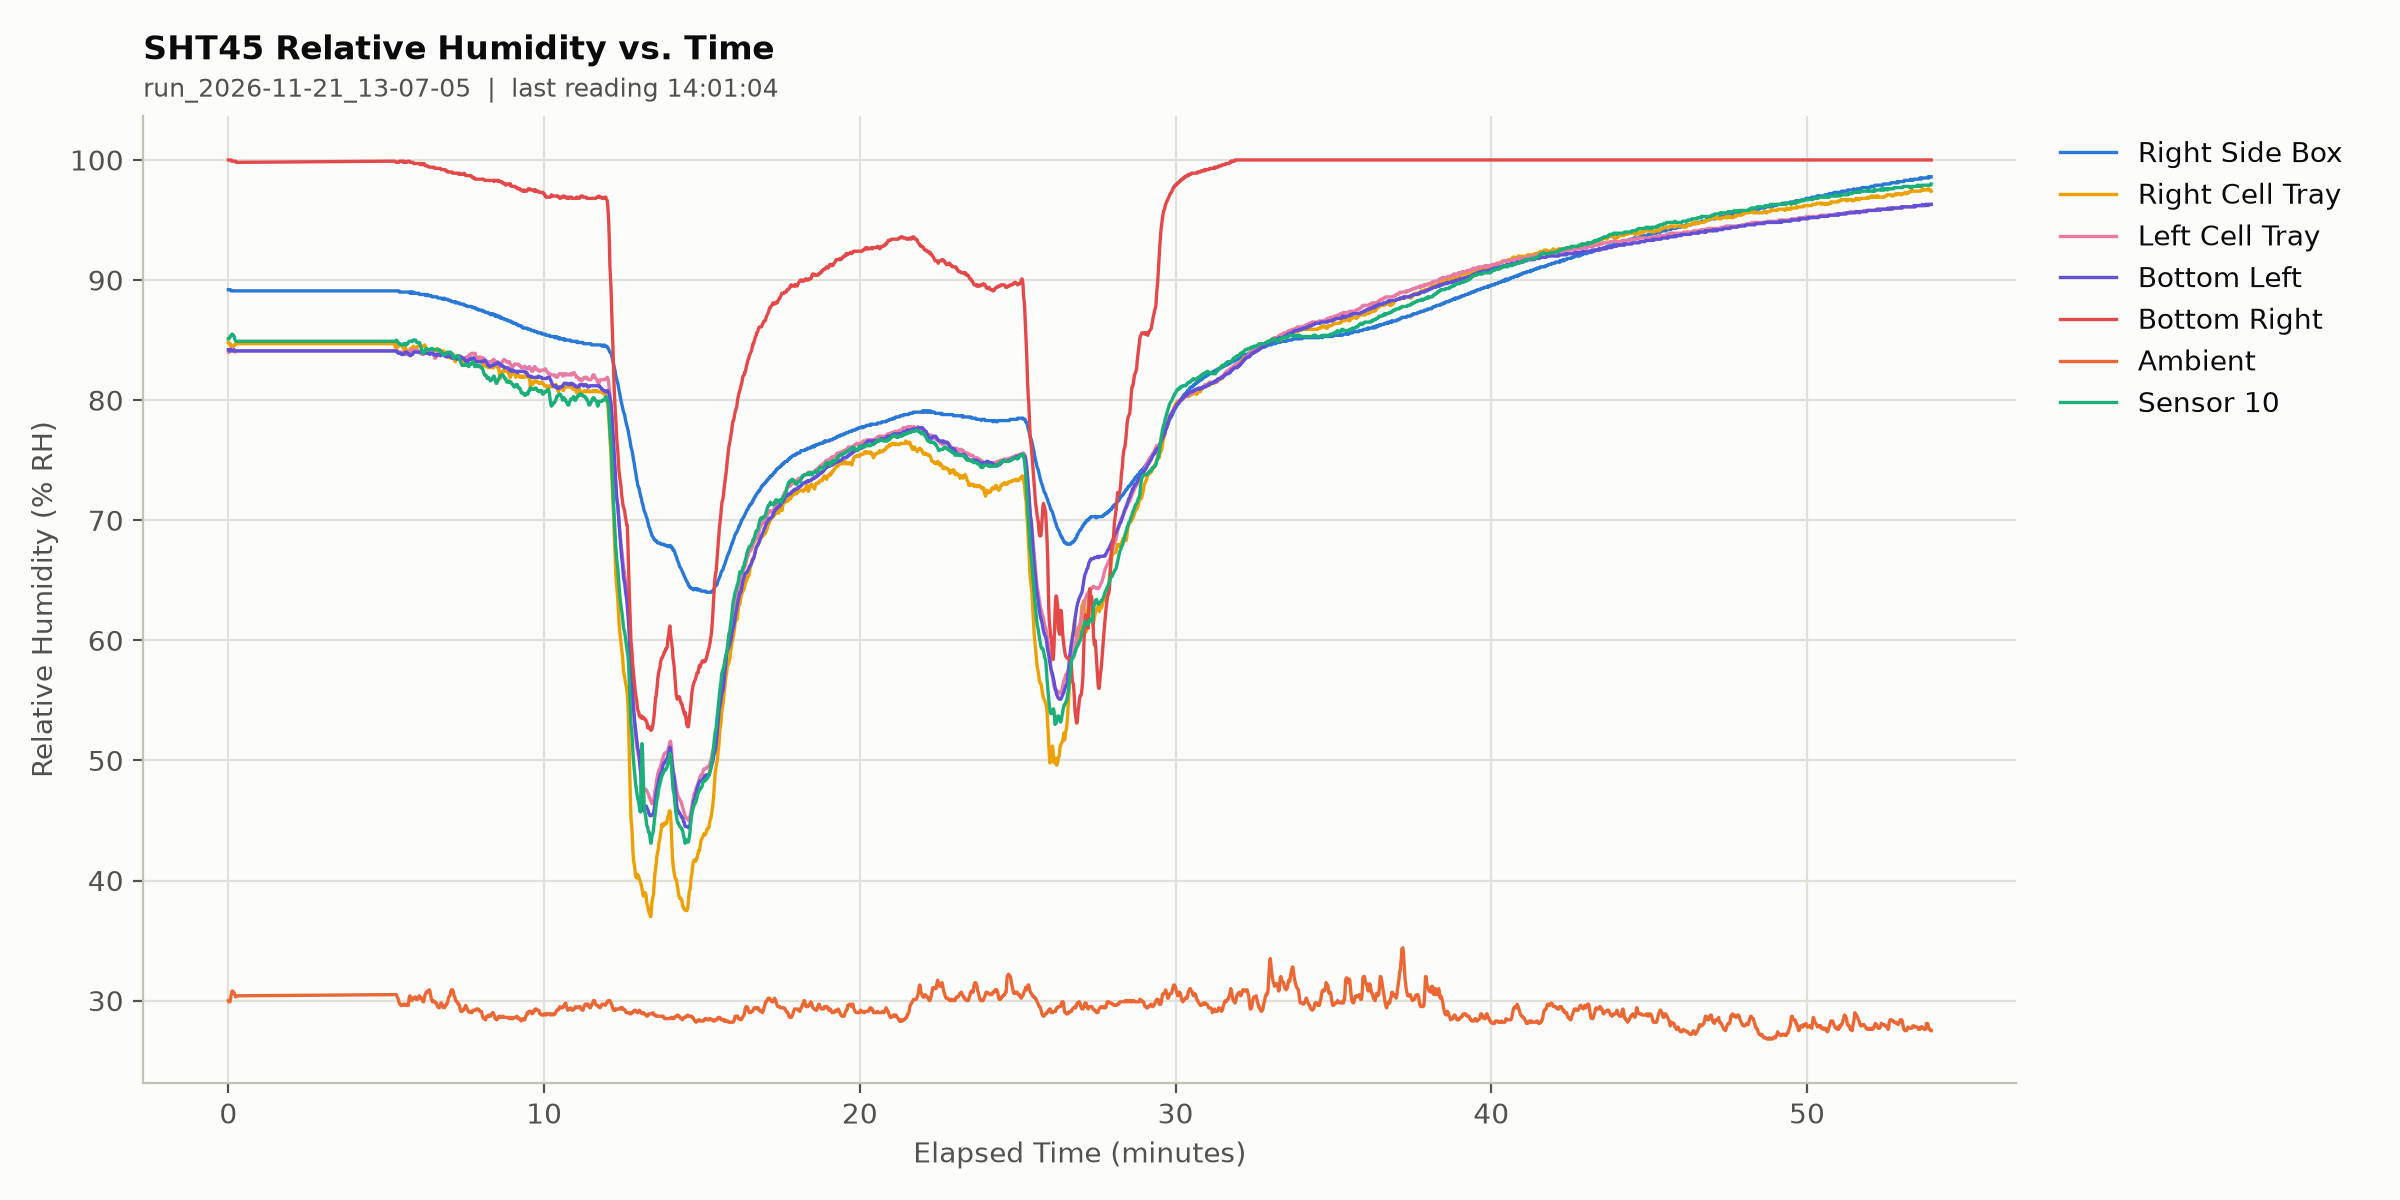 SHT45 Relative Humidity vs. Time
run_2026-11-21_13-07-05  |  last reading 14:01:04
Relative Humidity (% RH)
100
90
80
70
60
50
40
30
0
10
20
30
40
50
Elapsed Time (minutes)
Right Side Box
Right Cell Tray
Left Cell Tray
Bottom Left
Bottom Right
Ambient
Sensor 10